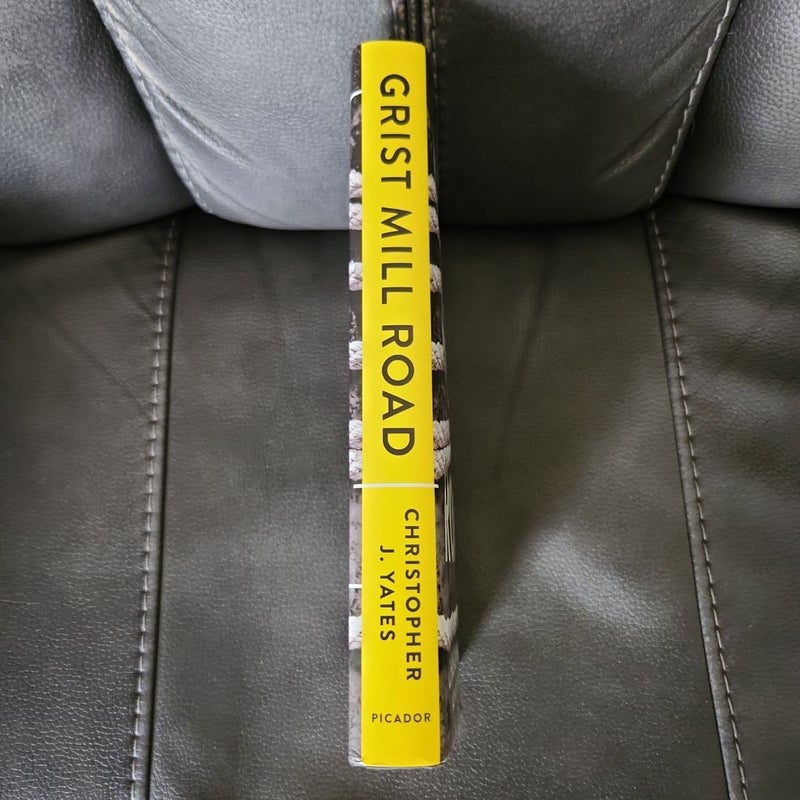 GRIST MILL ROAD
CHRISTOPHER
J. YATES
PICADOR